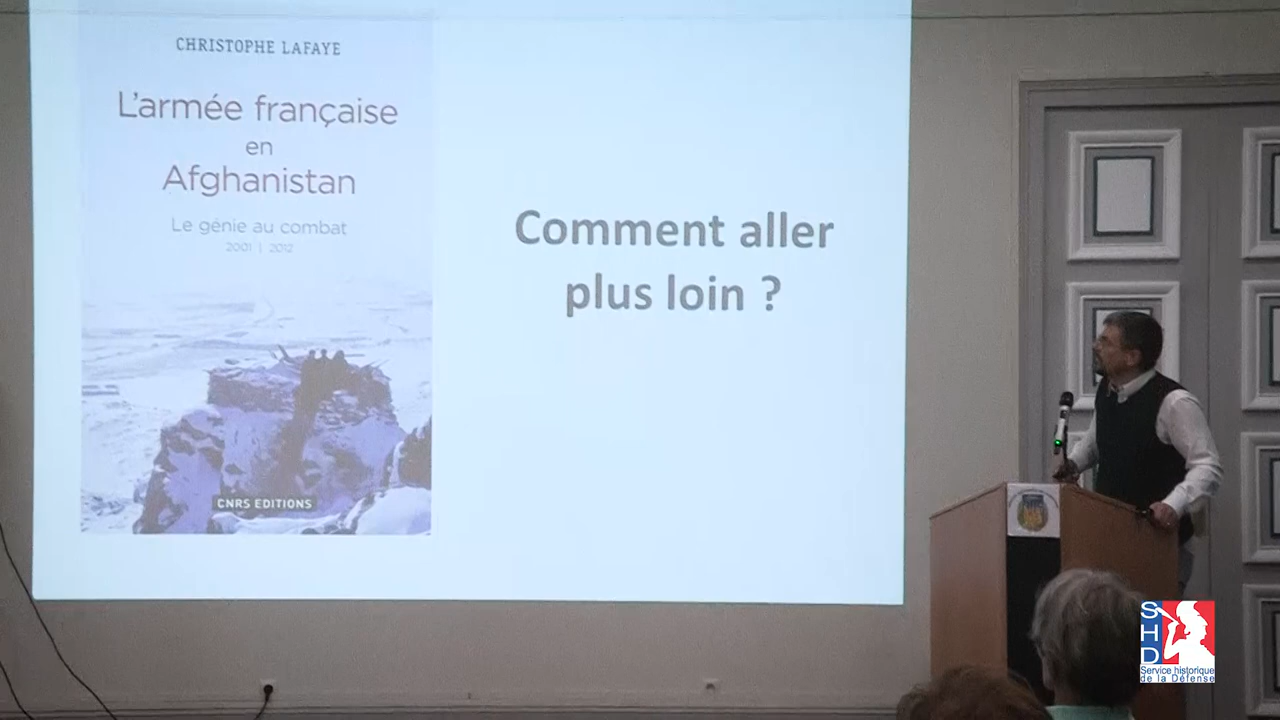 CHRISTOPHE LAFAYE
L'armée française
en
Afghanistan
Le génie au combat
2001 | 2012
CNRS EDITIONS
Comment aller
plus loin ?
SHD
Service historique
de la Défense